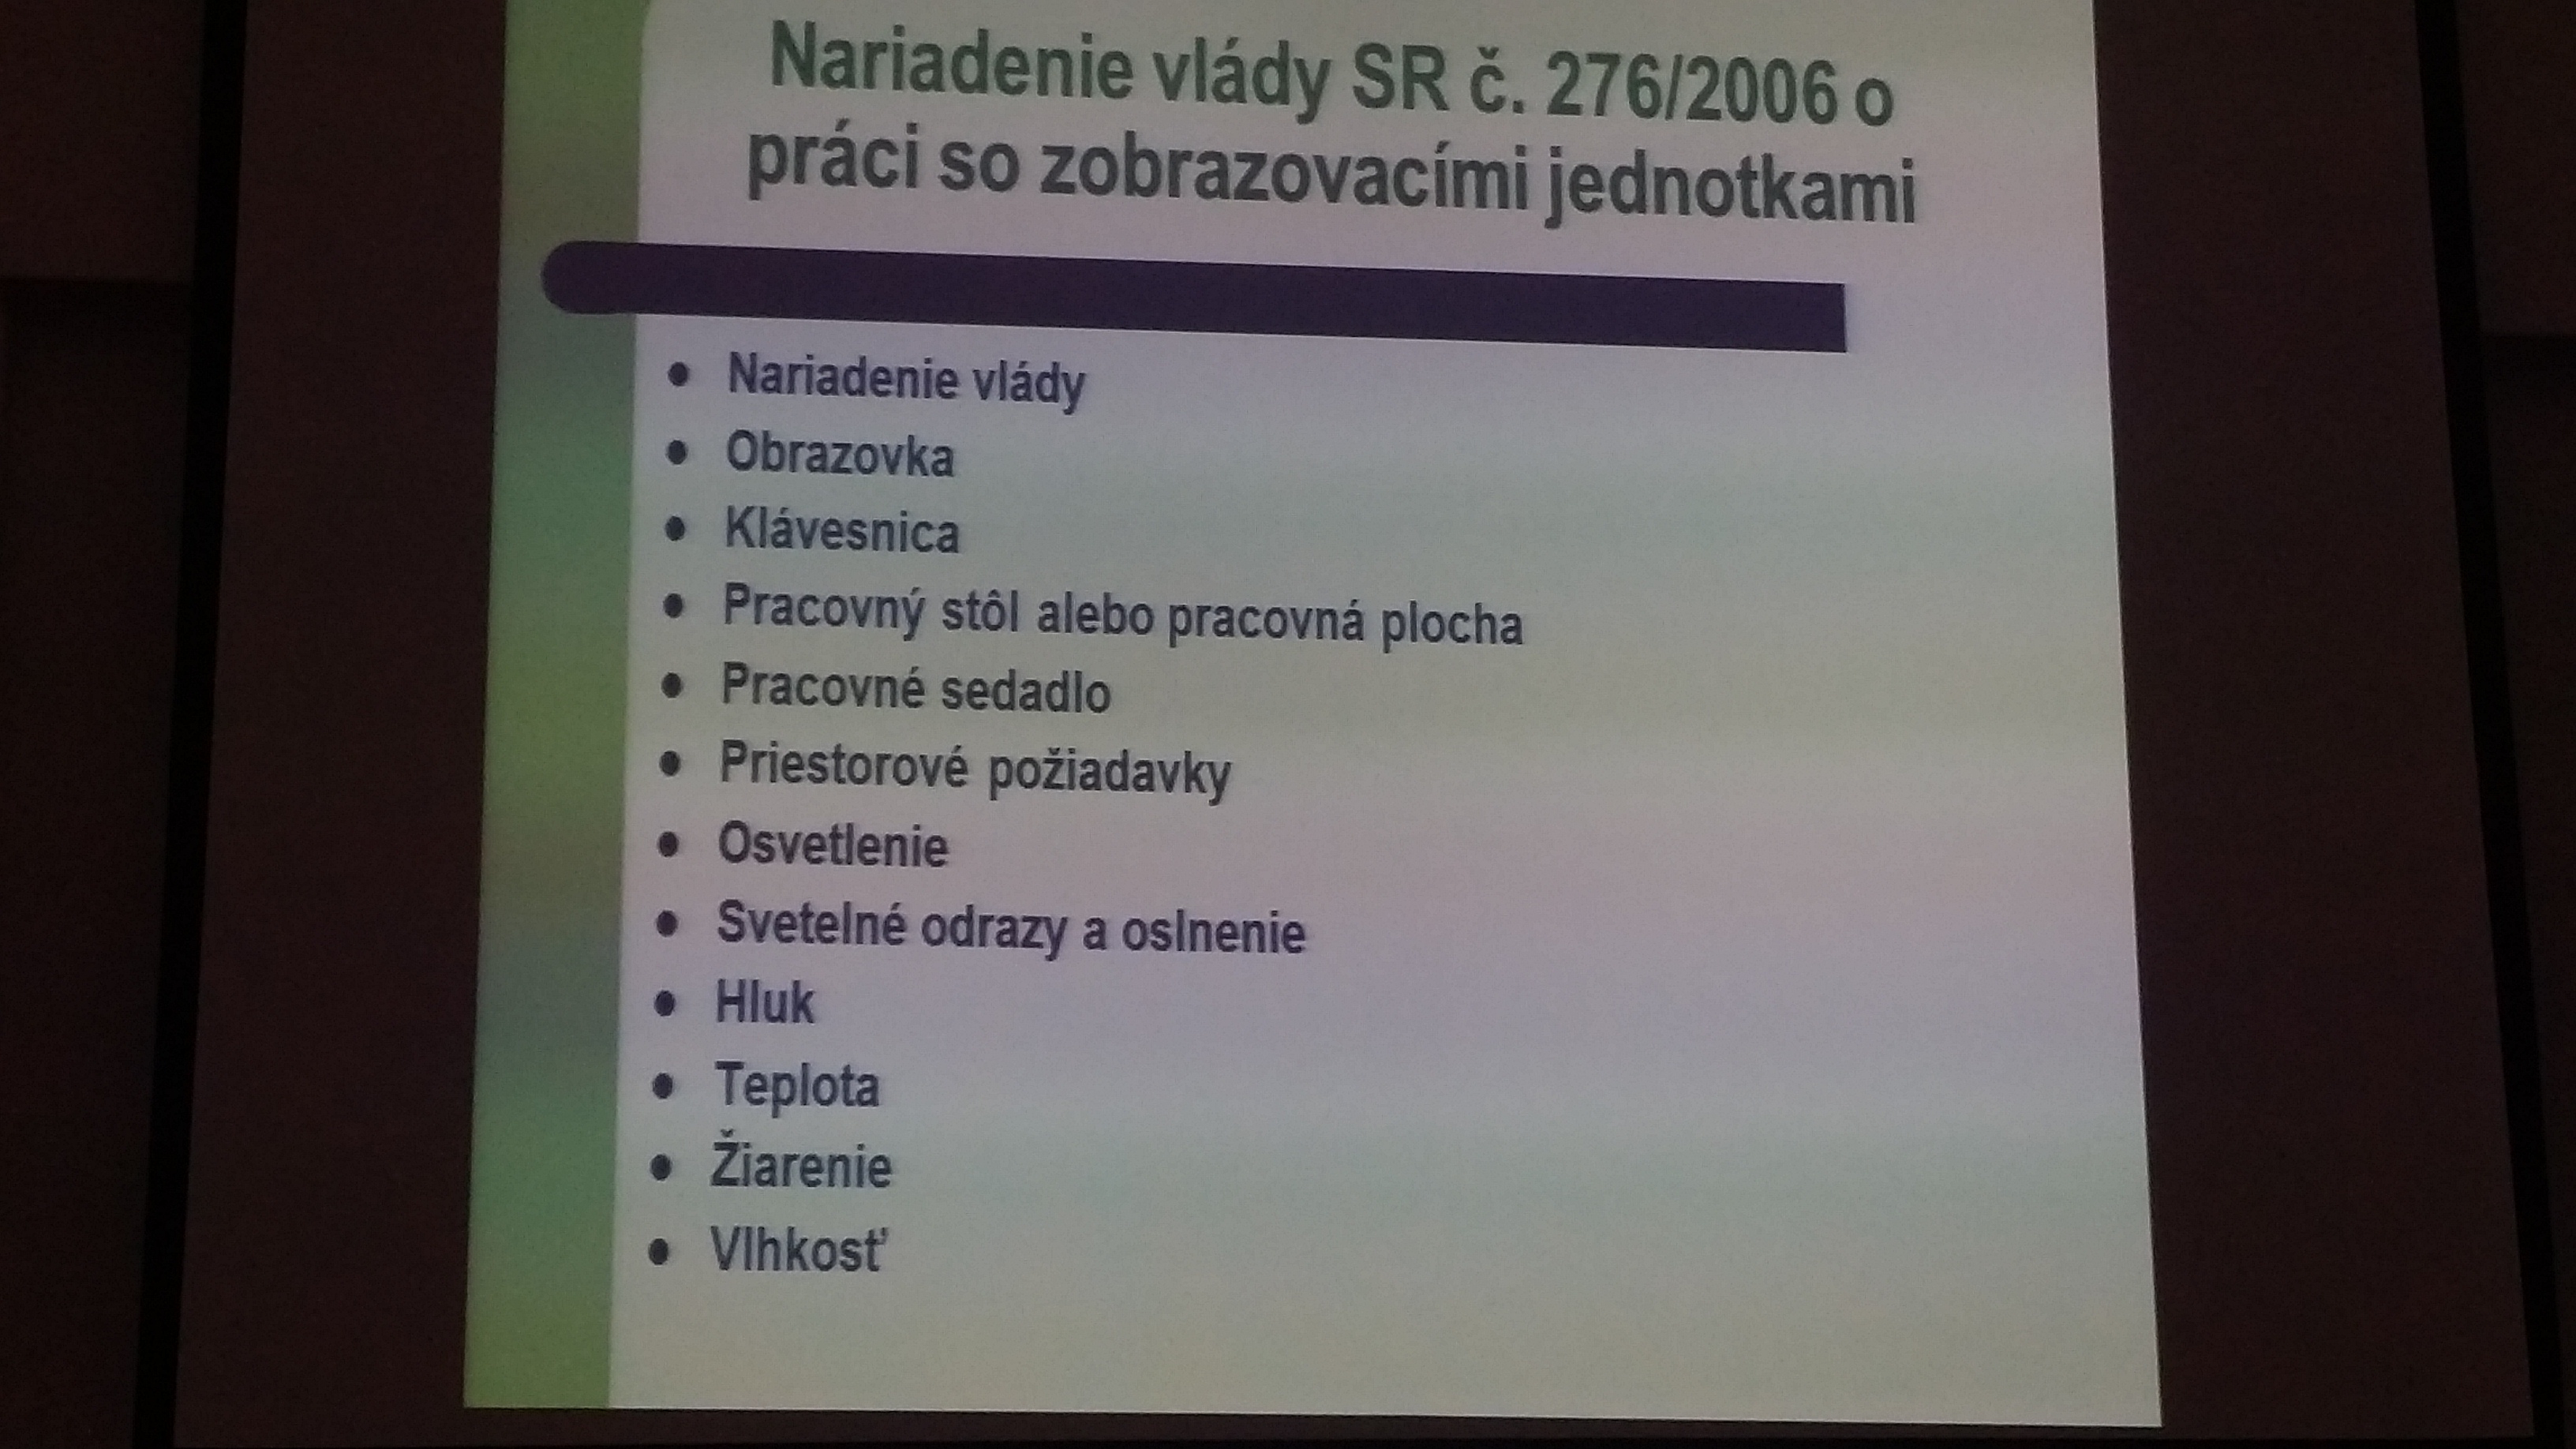 Nariadenie vlády SR č. 276/2006 o
práci so zobrazovacími jednotkami
• Nariadenie vlády
• Obrazovka
• Klávesnica
• Pracovný stôl alebo pracovná plocha
• Pracovné sedadlo
• Priestorové požiadavky
• Osvetlenie
• Svetelné odrazy a oslnenie
• Hluk
• Teplota
• Žiarenie
• Vlhkosť